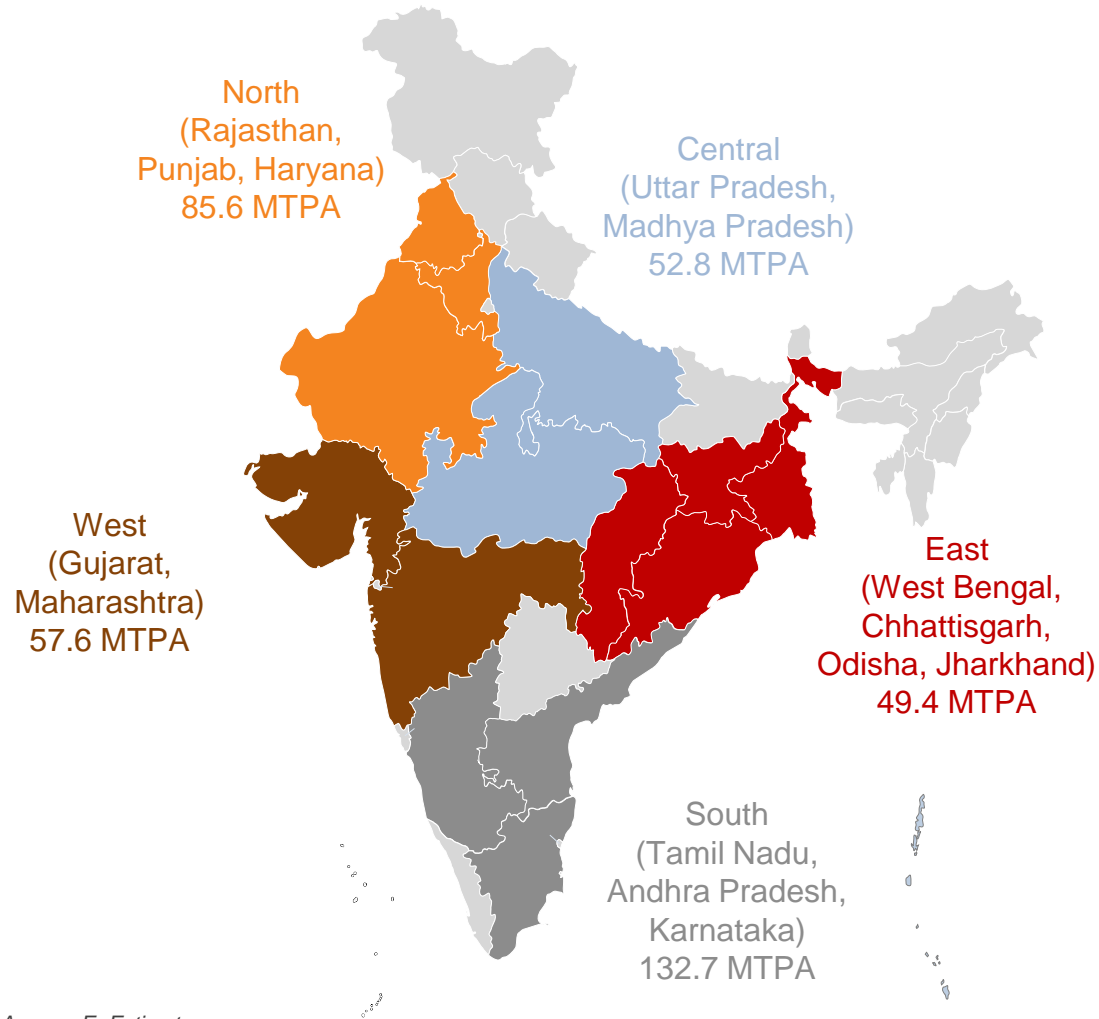 North
(Rajasthan,
Punjab, Haryana)
85.6 MTPA
Central
(Uttar Pradesh,
Madhya Pradesh)
52.8 MTPA
West
(Gujarat,
Maharashtra)
57.6 MTPA
East
(West Bengal,
Chhattisgarh,
Odisha, Jharkhand)
49.4 MTPA
South
(Tamil Nadu,
Andhra Pradesh,
Karnataka)
132.7 MTPA